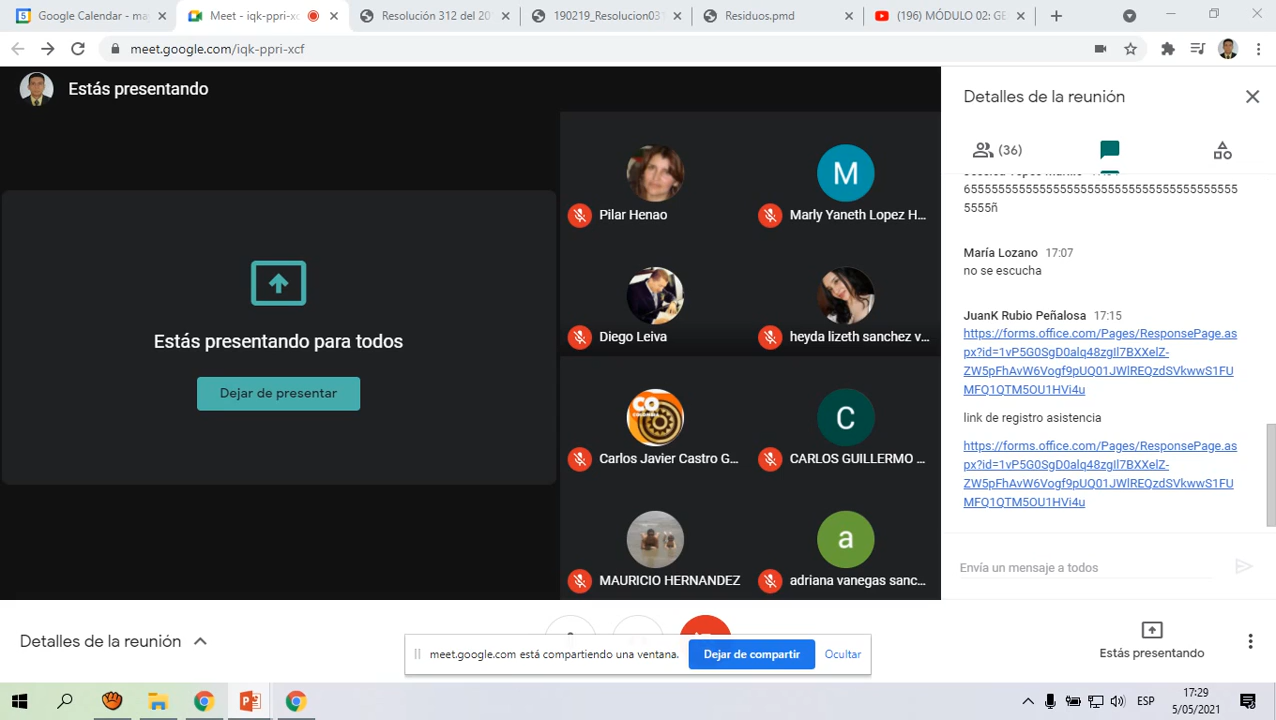 Google Calendar - ma
Meet - iqk-ppri-xc
Resolución 316 del 20
190219_Resolucion031
Residuos.pmd
(196) MÓDULO 02: GE
meet.google.com/iqk-ppri-xcf
Estás presentando
Estás presentando para todos
Dejar de presentar
Pilar Henao
M
Marly Yaneth Lopez H...
Diego Leiva
heyda lizeth sanchez v...
CO
Carlos Javier Castro G...
C
CARLOS GUILLERMO ...
MAURICIO HERNANDEZ
a
adriana vanegas sanc...
Detalles de la reunión
(36)
5555ñ
María Lozano 17:07
no se escucha
JuanK Rubio Peñalosa 17:15
https://forms.office.com/Pages/ResponsePage.as
px?id=1vP5G0SgD0alq48zgIl7BXXelZ-
ZW5pFhAvW6Vogf9pUQ01JWlREQzdSVkwwS1FU
MFQ1QTM5OU1HVi4u
link de registro asistencia
https://forms.office.com/Pages/ResponsePage.as
px?id=1vP5G0SgD0alq48zgIl7BXXelZ-
ZW5pFhAvW6Vogf9pUQ01JWlREQzdSVkwwS1FU
MFQ1QTM5OU1HVi4u
Envía un mensaje a todos
Detalles de la reunión
meet.google.com está compartiendo una ventana.
Dejar de compartir
Ocultar
Estás presentando
ESP
17:29
5/05/2021